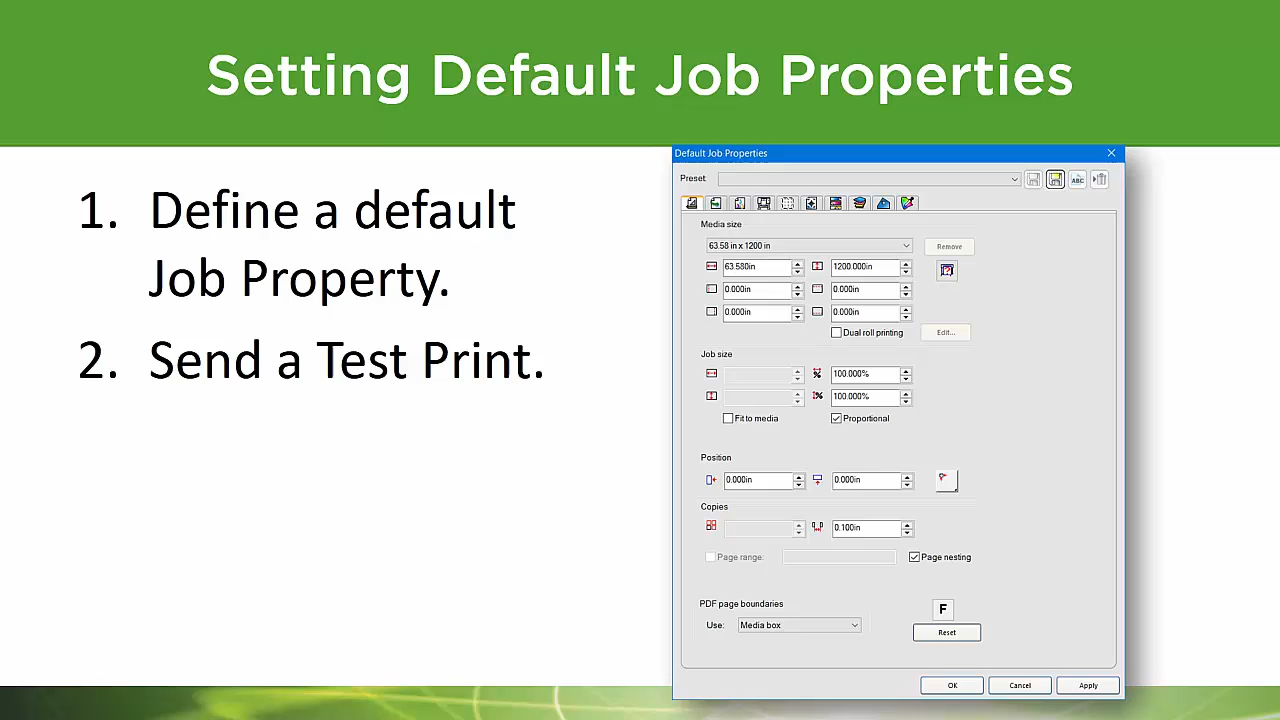 Setting Default Job Properties
1. Define a default
Job Property.
2. Send a Test Print.
Default Job Properties
Preset:
ABC
Media size
63.58 in x 1200 in
Remove
63.580in 1200.000in
0.000in 0.000in
0.000in 0.000in
Dual roll printing Edit...
Job size
100.000%
100.000%
Fit to media Proportional
Position
0.000in 0.000in
Copies
0.100in
Page range: Page nesting
PDF page boundaries
F
Use: Media box
Reset
OK Cancel Apply